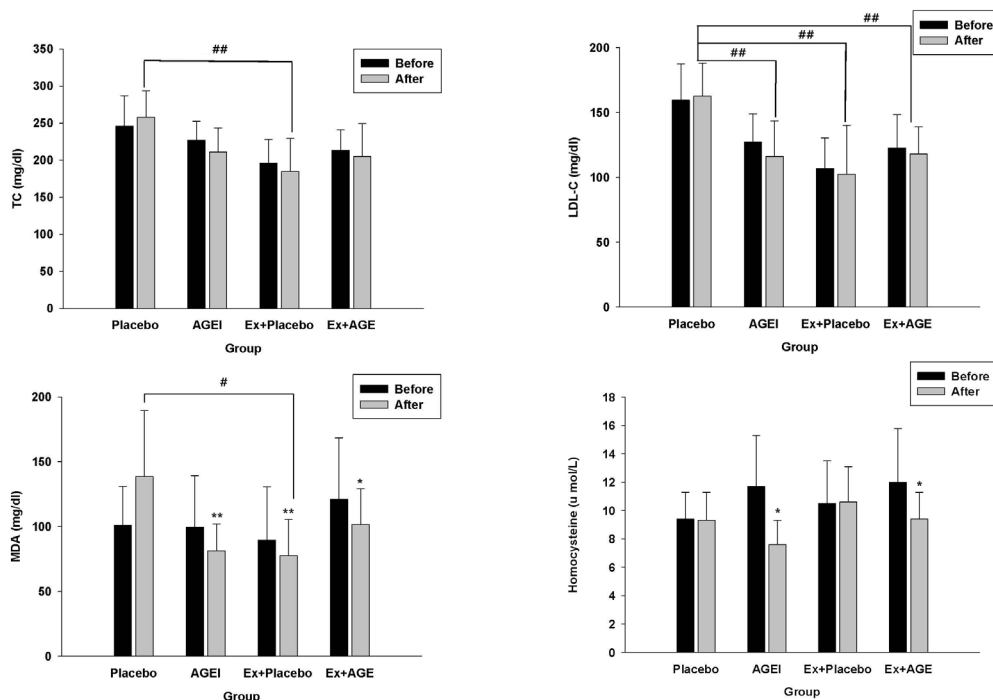 ##
Before
After
350
300
250
200
150
100
50
0
TC (mg/dl)
Placebo AGEI Ex+Placebo Ex+AGE
Group
##
##
##
Before
After
200
150
100
50
0
LDL-C (mg/dl)
Placebo AGEI Ex+Placebo Ex+AGE
Group
#
Before
After
200
150
100
50
0
MDA (mg/dl)
** ** *
Placebo AGEI Ex+Placebo Ex+AGE
Group
Before
After
18
16
14
12
10
8
6
4
2
0
Homocysteine (u mol/L)
* *
Placebo AGEI Ex+Placebo Ex+AGE
Group